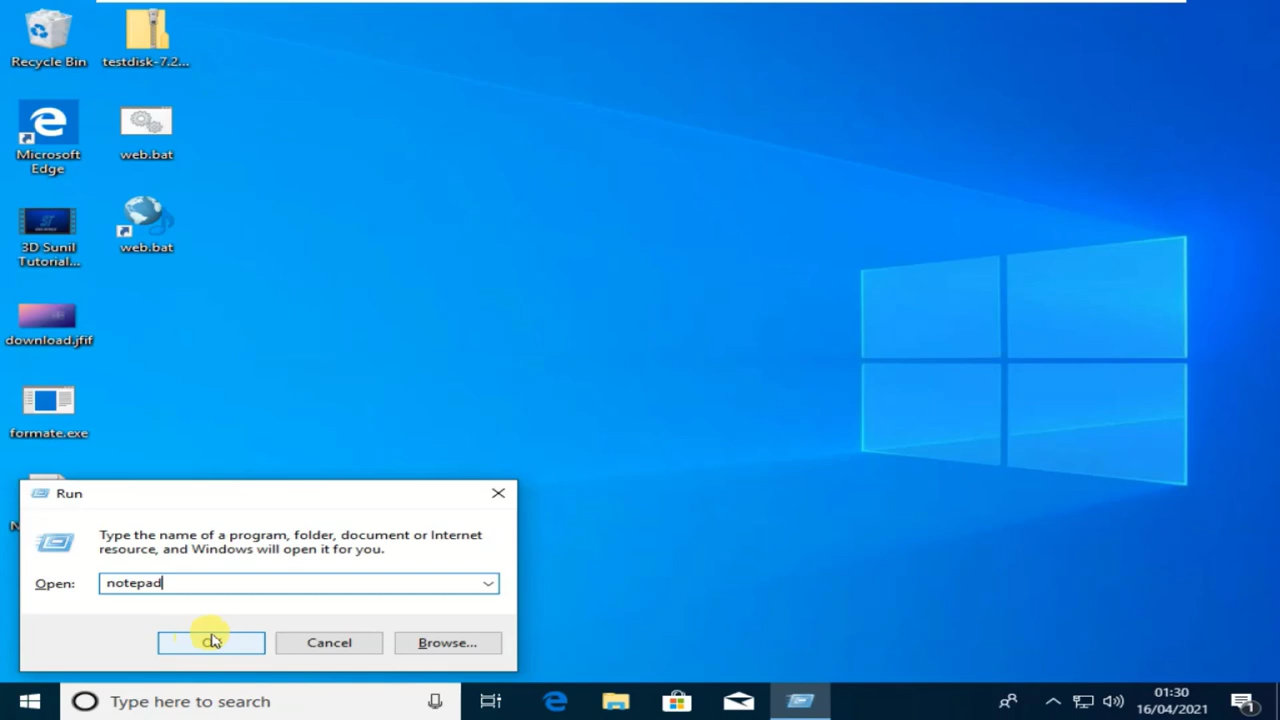 Recycle Bin
testdisk-7.2...
Microsoft
Edge
web.bat
3D Sunil
Tutorial...
web.bat
download.jfif
formate.exe
Run
Type the name of a program, folder, document or Internet
resource, and Windows will open it for you.
Open:
notepad
Cancel
Browse...
Type here to search
01:30
16/04/2021
1